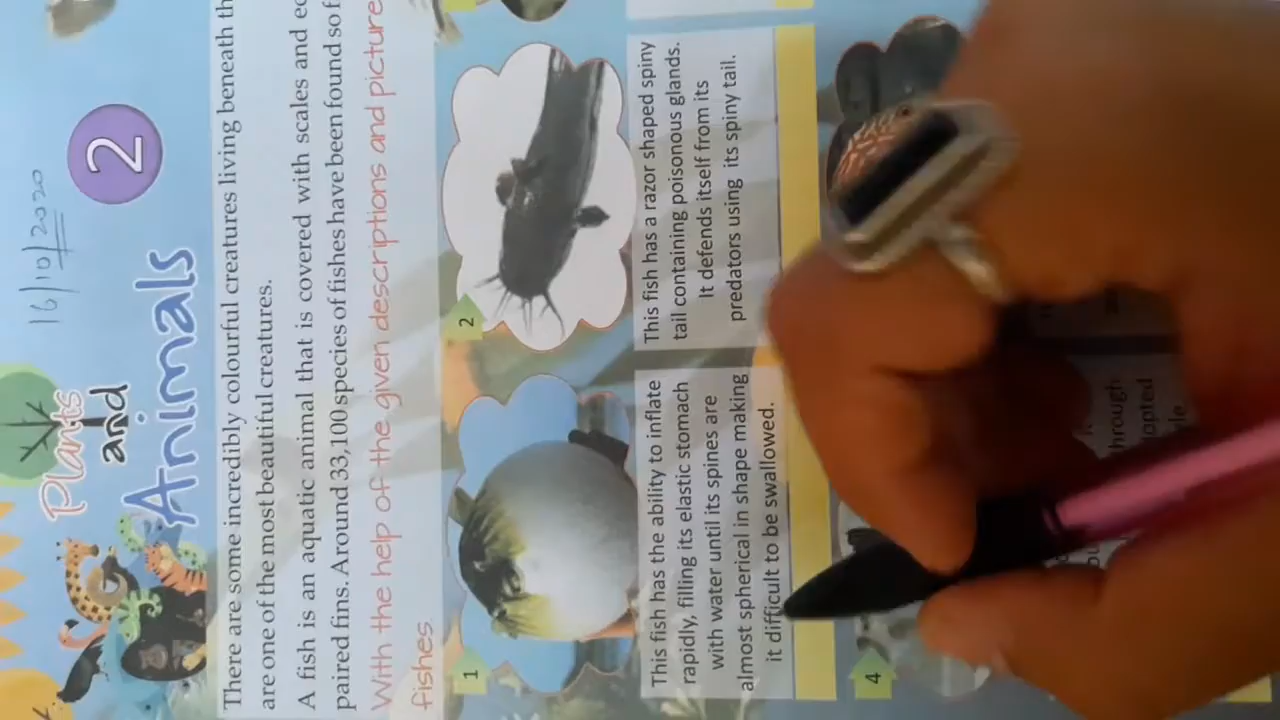 16/10/2020
Plants
and
Animals
2
There are some incredibly colourful creatures living beneath
are one of the most beautiful creatures.
A fish is an aquatic animal that is covered with scales and
paired fins. Around 33,100 species of fishes have been found so
With the help of the given descriptions and picture
fishes
1
This fish has the ability to inflate
rapidly, filling its elastic stomach
with water until its spines are
almost spherical in shape making
it difficult to be swallowed.
2
This fish has a razor shaped spiny
tail containing poisonous glands.
It defends itself from its
predators using its spiny tail.
4